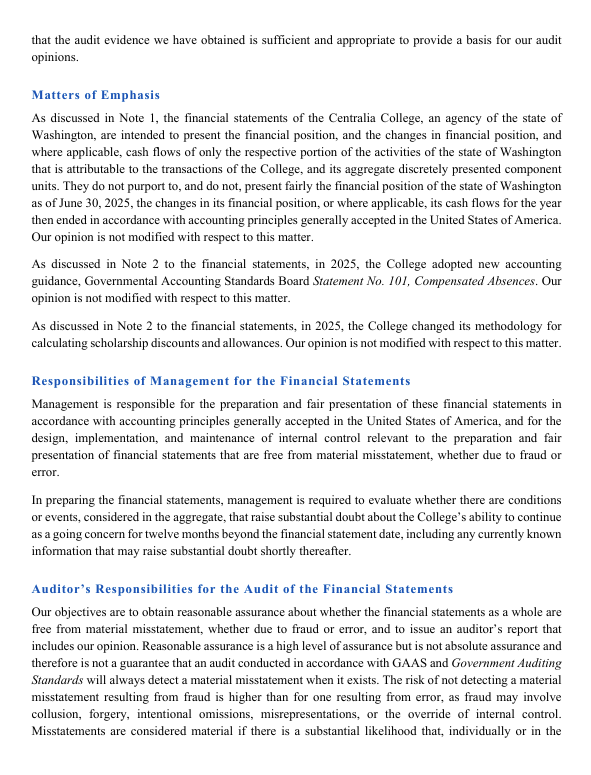 that the audit evidence we have obtained is sufficient and appropriate to provide a basis for our audit
opinions.
Matters of Emphasis
As discussed in Note 1, the financial statements of the Centralia College, an agency of the state of
Washington, are intended to present the financial position, and the changes in financial position, and
where applicable, cash flows of only the respective portion of the activities of the state of Washington
that is attributable to the transactions of the College, and its aggregate discretely presented component
units. They do not purport to, and do not, present fairly the financial position of the state of Washington
as of June 30, 2025, the changes in its financial position, or where applicable, its cash flows for the year
then ended in accordance with accounting principles generally accepted in the United States of America.
Our opinion is not modified with respect to this matter.
As discussed in Note 2 to the financial statements, in 2025, the College adopted new accounting
guidance, Governmental Accounting Standards Board Statement No. 101, Compensated Absences. Our
opinion is not modified with respect to this matter.
As discussed in Note 2 to the financial statements, in 2025, the College changed its methodology for
calculating scholarship discounts and allowances. Our opinion is not modified with respect to this matter.
Responsibilities of Management for the Financial Statements
Management is responsible for the preparation and fair presentation of these financial statements in
accordance with accounting principles generally accepted in the United States of America, and for the
design, implementation, and maintenance of internal control relevant to the preparation and fair
presentation of financial statements that are free from material misstatement, whether due to fraud or
error.
In preparing the financial statements, management is required to evaluate whether there are conditions
or events, considered in the aggregate, that raise substantial doubt about the College’s ability to continue
as a going concern for twelve months beyond the financial statement date, including any currently known
information that may raise substantial doubt shortly thereafter.
Auditor’s Responsibilities for the Audit of the Financial Statements
Our objectives are to obtain reasonable assurance about whether the financial statements as a whole are
free from material misstatement, whether due to fraud or error, and to issue an auditor’s report that
includes our opinion. Reasonable assurance is a high level of assurance but is not absolute assurance and
therefore is not a guarantee that an audit conducted in accordance with GAAS and Government Auditing
Standards will always detect a material misstatement when it exists. The risk of not detecting a material
misstatement resulting from fraud is higher than for one resulting from error, as fraud may involve
collusion, forgery, intentional omissions, misrepresentations, or the override of internal control.
Misstatements are considered material if there is a substantial likelihood that, individually or in the